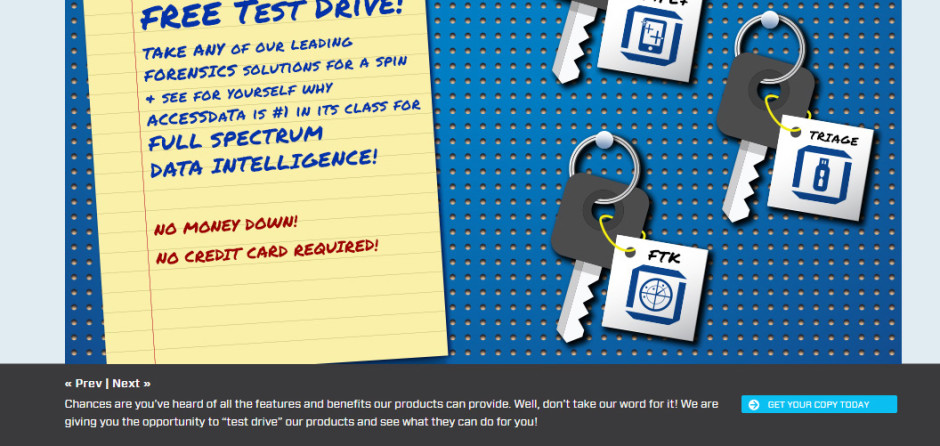 FREE TEST DRIVE!
TAKE ANY OF OUR LEADING
FORENSICS SOLUTIONS FOR A SPIN
& SEE FOR YOURSELF WHY
ACCESSDATA IS #1 IN ITS CLASS FOR
FULL SPECTRUM
DATA INTELLIGENCE!
NO MONEY DOWN!
NO CREDIT CARD REQUIRED!
TRIAGE
FTK
« Prev | Next »
Chances are you've heard of all the features and benefits our products can provide. Well, don't take our word for it! We are
giving you the opportunity to “test drive” our products and see what they can do for you!
GET YOUR COPY TODAY